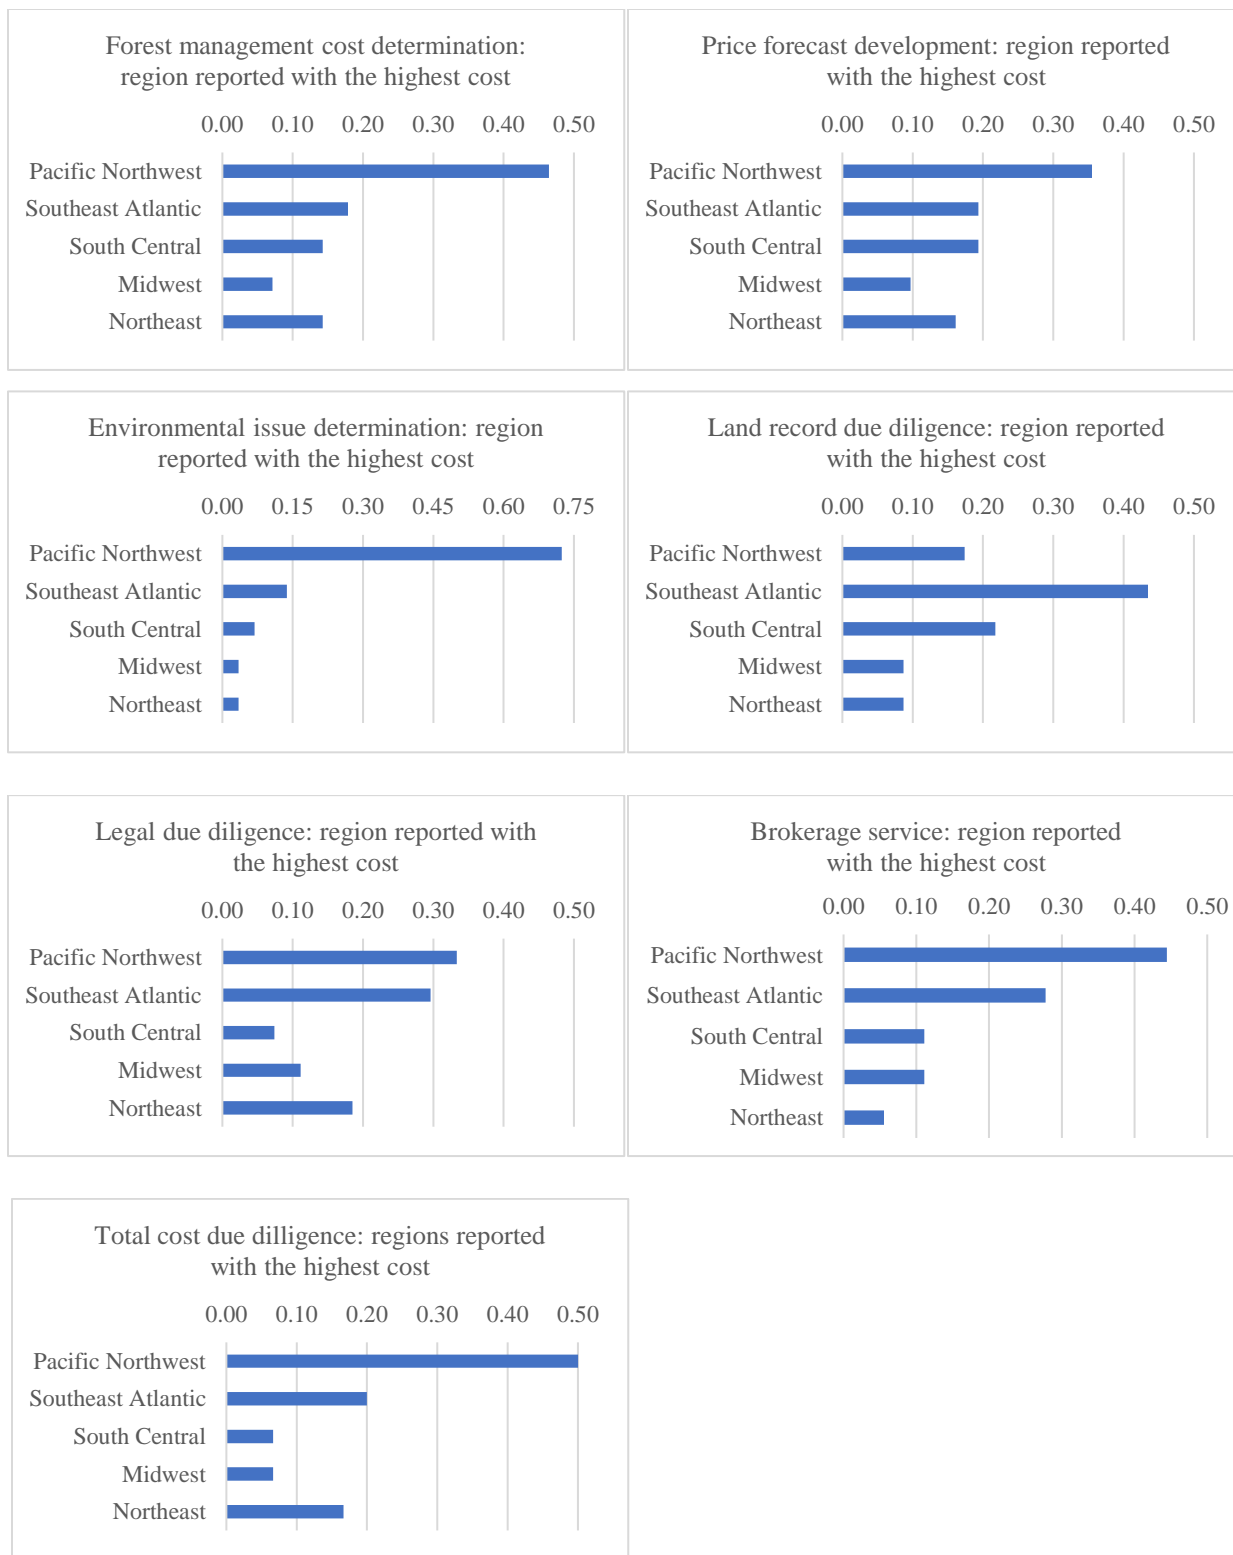 Forest management cost determination:
region reported with the highest cost
0.00 0.10 0.20 0.30 0.40 0.50
Pacific Northwest
Southeast Atlantic
South Central
Midwest
Northeast
Price forecast development: region reported
with the highest cost
0.00 0.10 0.20 0.30 0.40 0.50
Pacific Northwest
Southeast Atlantic
South Central
Midwest
Northeast
Environmental issue determination: region
reported with the highest cost
0.00 0.15 0.30 0.45 0.60 0.75
Pacific Northwest
Southeast Atlantic
South Central
Midwest
Northeast
Land record due diligence: region reported
with the highest cost
0.00 0.10 0.20 0.30 0.40 0.50
Pacific Northwest
Southeast Atlantic
South Central
Midwest
Northeast
Legal due diligence: region reported with
the highest cost
0.00 0.10 0.20 0.30 0.40 0.50
Pacific Northwest
Southeast Atlantic
South Central
Midwest
Northeast
Brokerage service: region reported
with the highest cost
0.00 0.10 0.20 0.30 0.40 0.50
Pacific Northwest
Southeast Atlantic
South Central
Midwest
Northeast
Total cost due dilligence: regions reported
with the highest cost
0.00 0.10 0.20 0.30 0.40 0.50
Pacific Northwest
Southeast Atlantic
South Central
Midwest
Northeast